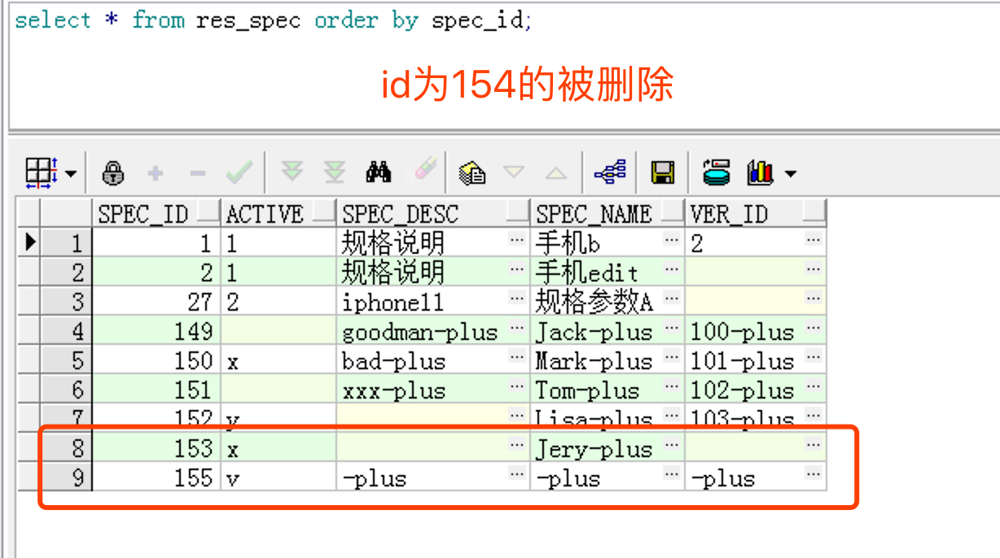 select * from res_spec order by spec_id;
id为154的被删除
SPEC_ID ACTIVE SPEC_DESC SPEC_NAME VER_ID
1 1 1 规格说明 ... 手机b ... 2 ...
2 2 1 规格说明 ... 手机edit ... ...
3 27 2 iphone11 ... 规格参数A ... ...
4 149 goodman-plus ... Jack-plus ... 100-plus ...
5 150 x bad-plus ... Mark-plus ... 101-plus ...
6 151 xxx-plus ... Tom-plus ... 102-plus ...
7 152 y ... Lisa-plus ... 103-plus ...
8 153 x ... Jery-plus ... ...
9 155 v -plus ... -plus ... -plus ...